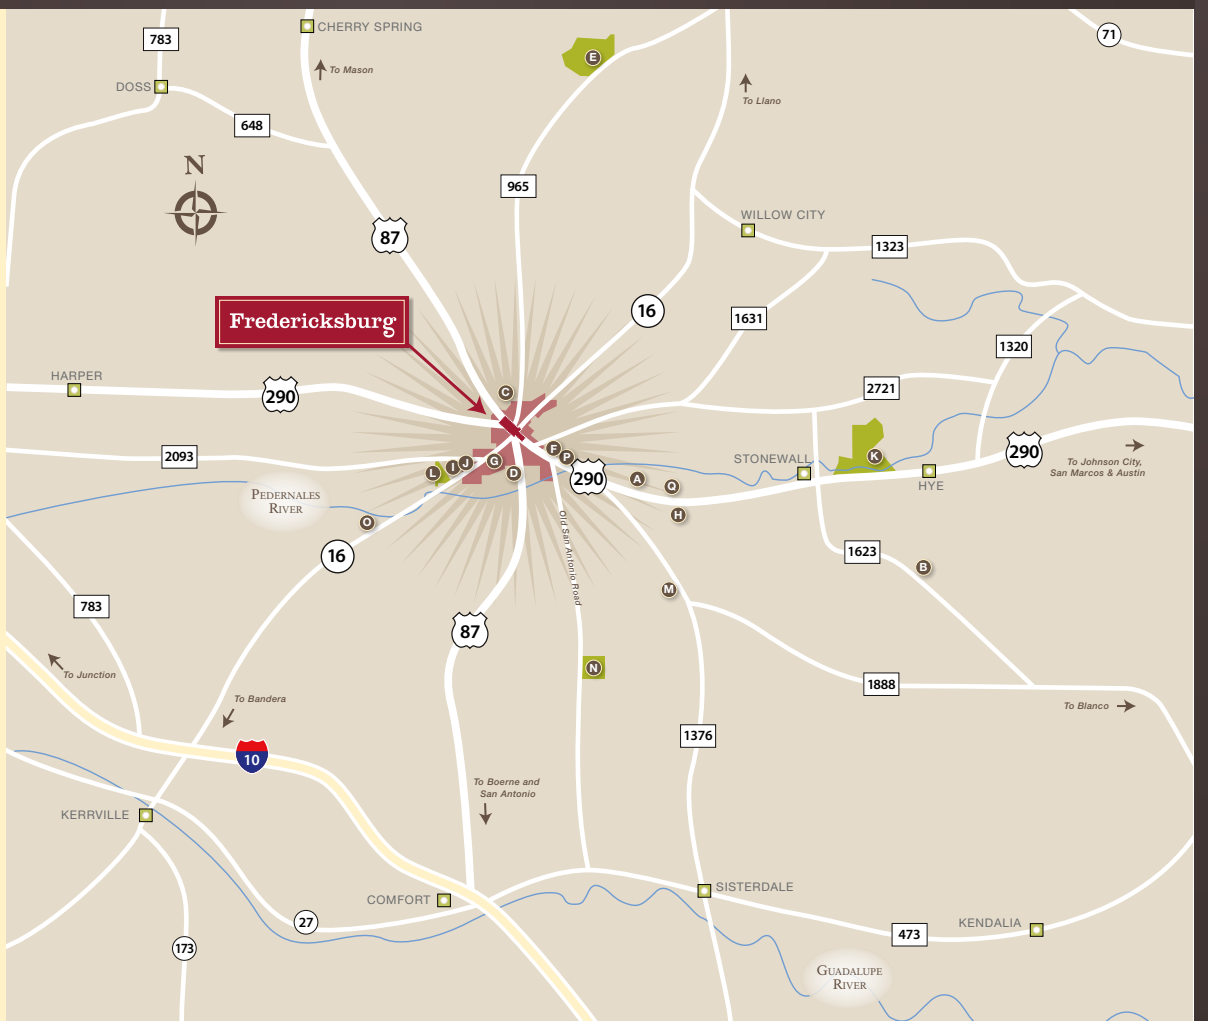 CHERRY SPRING
783
71
E
To Mason
DOSS
To Llano
648
N
965
WILLOW CITY
87
1323
16
1631
Fredericksburg
1320
HARPER
2721
C
290
2093
F
P
STONEWALL
K
290
To Johnson City,
San Marcos & Austin
L
I
J
G
D
290
A
Q
HYE
PEDERNALES
RIVER
H
O
Old San Antonio Road
16
1623
B
M
783
87
To Junction
N
1888
To Bandera
To Blanco
1376
10
To Boerne and
San Antonio
KERRVILLE
SISTERDALE
COMFORT
27
KENDALIA
473
173
GUADALUPE
RIVER